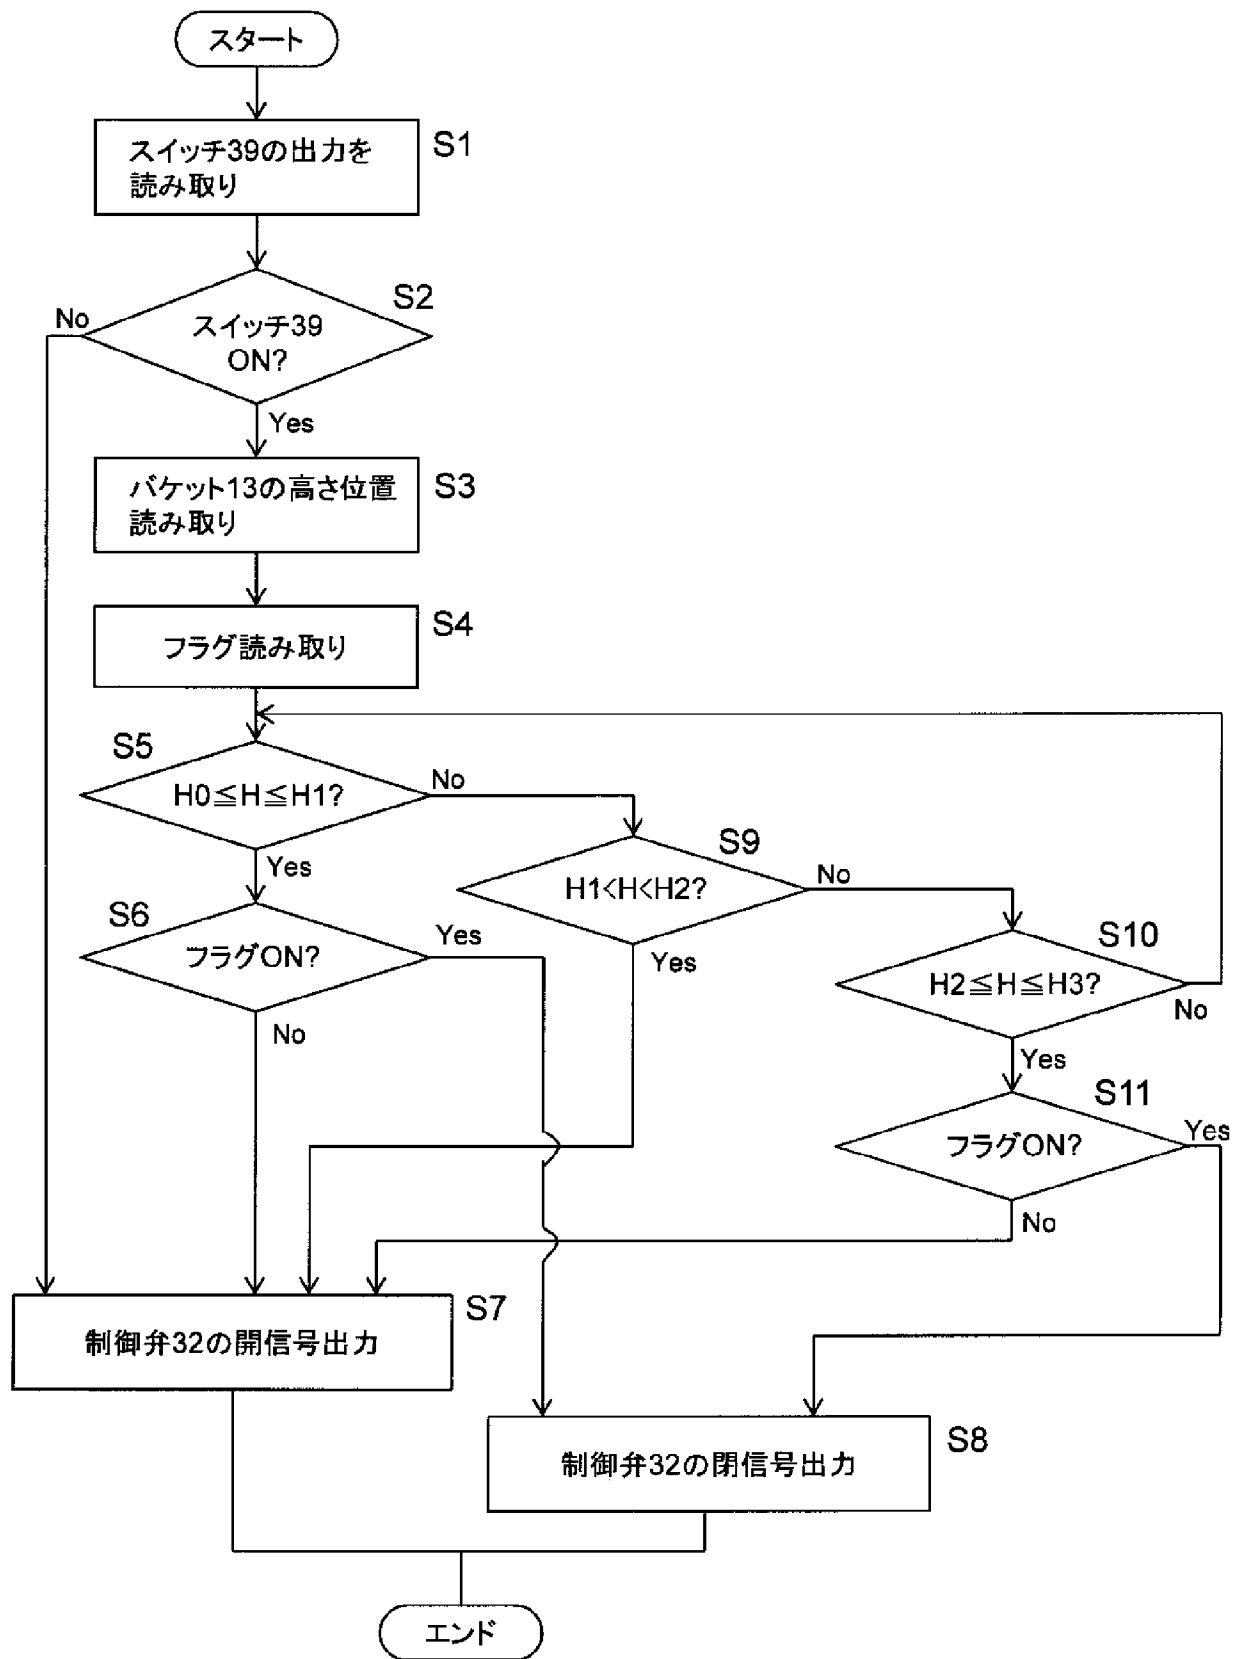 スタート
スイッチ39の出力を
読み取り
S1
スイッチ39
ON?
S2
No
Yes
バケット13の高さ位置
読み取り
S3
フラグ読み取り
S4
S5
H0≦H≦H1?
No
Yes
S9
H1<H<H2?
No
Yes
S6
フラグON?
Yes
No
S10
H2≦H≦H3?
No
Yes
S11
フラグON?
Yes
No
制御弁32の開信号出力
S7
制御弁32の閉信号出力
S8
エンド